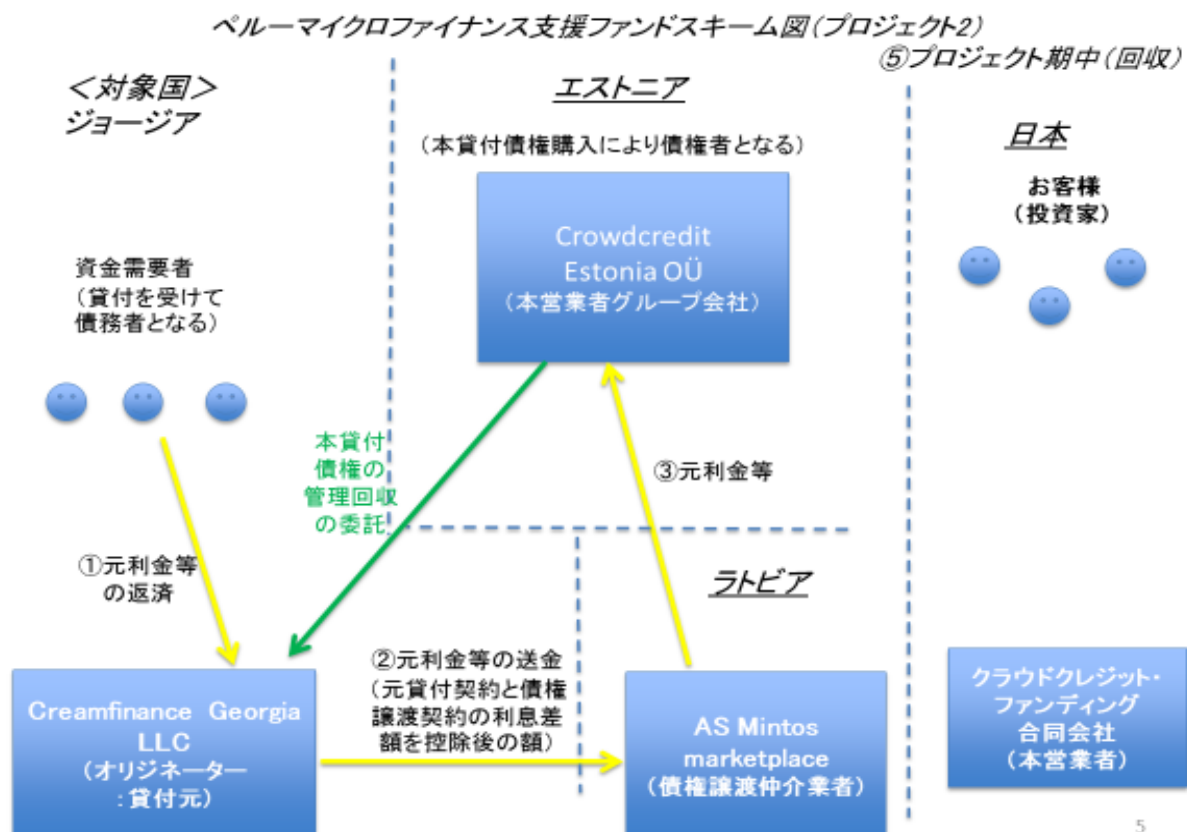 ペルーマイクロファイナンス支援ファンドスキーム図(プロジェクト2)
⑤プロジェクト期中(回収)
<対象国>
ジョージア
エストニア
日本
(本貸付債権購入により債権者となる)
お客様
(投資家)
Crowdcredit
Estonia OÜ
(本営業者グループ会社)
資金需要者
(貸付を受けて
債務者となる)
本貸付
債権の
管理回収
の委託
③元利金等
①元利金等
の返済
ラトビア
②元利金等の送金
(元貸付契約と債権
譲渡契約の利息差
額を控除後の額)
Creamfinance Georgia
LLC
(オリジネーター
:貸付元)
AS Mintos
marketplace
(債権譲渡仲介業者)
クラウドクレジット・
ファンディング
合同会社
(本営業者)
5